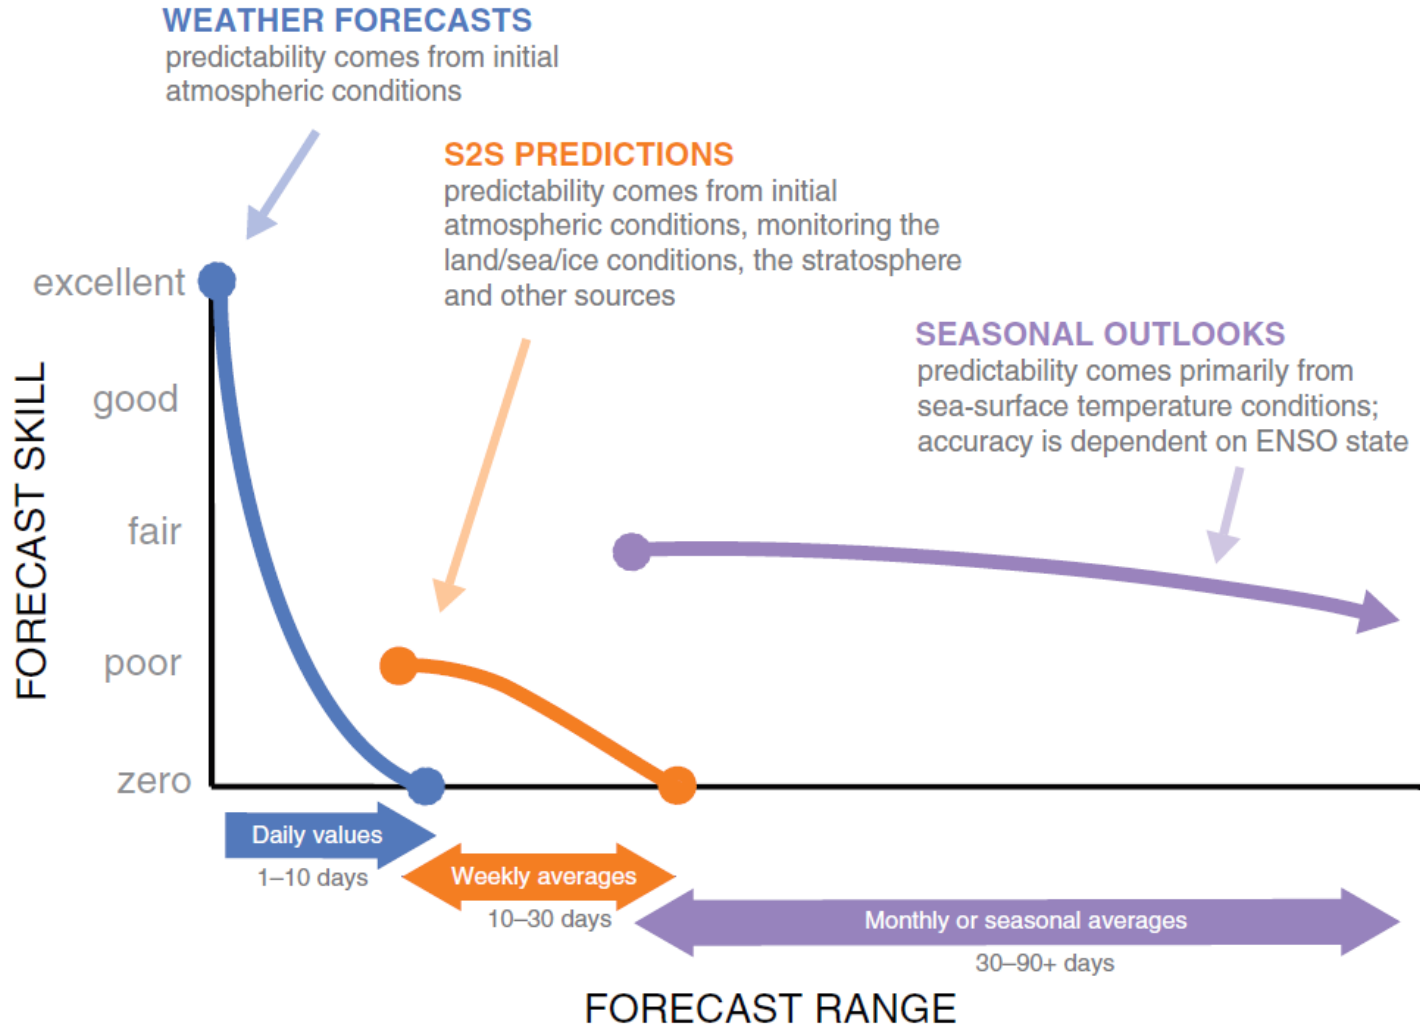 WEATHER FORECASTS
predictability comes from initial
atmospheric conditions
S2S PREDICTIONS
predictability comes from initial
atmospheric conditions, monitoring the
land/sea/ice conditions, the stratosphere
and other sources
SEASONAL OUTLOOKS
predictability comes primarily from
sea-surface temperature conditions;
accuracy is dependent on ENSO state
FORECAST SKILL
excellent
good
fair
poor
zero
Daily values
1–10 days
Weekly averages
10–30 days
Monthly or seasonal averages
30–90+ days
FORECAST RANGE